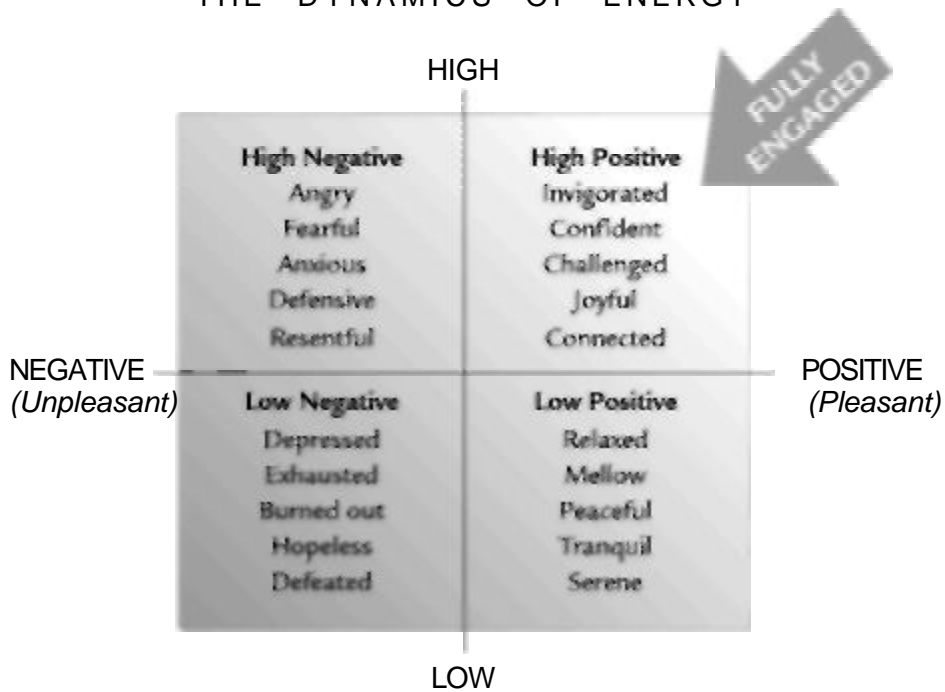 THE DYNAMICS OF ENERGY
HIGH
FULLY
ENGAGED
High Negative
Angry
Fearful
Anxious
Defensive
Resentful
High Positive
Invigorated
Confident
Challenged
Joyful
Connected
NEGATIVE
(Unpleasant)
POSITIVE
(Pleasant)
Low Negative
Depressed
Exhausted
Burned out
Hopeless
Defeated
Low Positive
Relaxed
Mellow
Peaceful
Tranquil
Serene
LOW